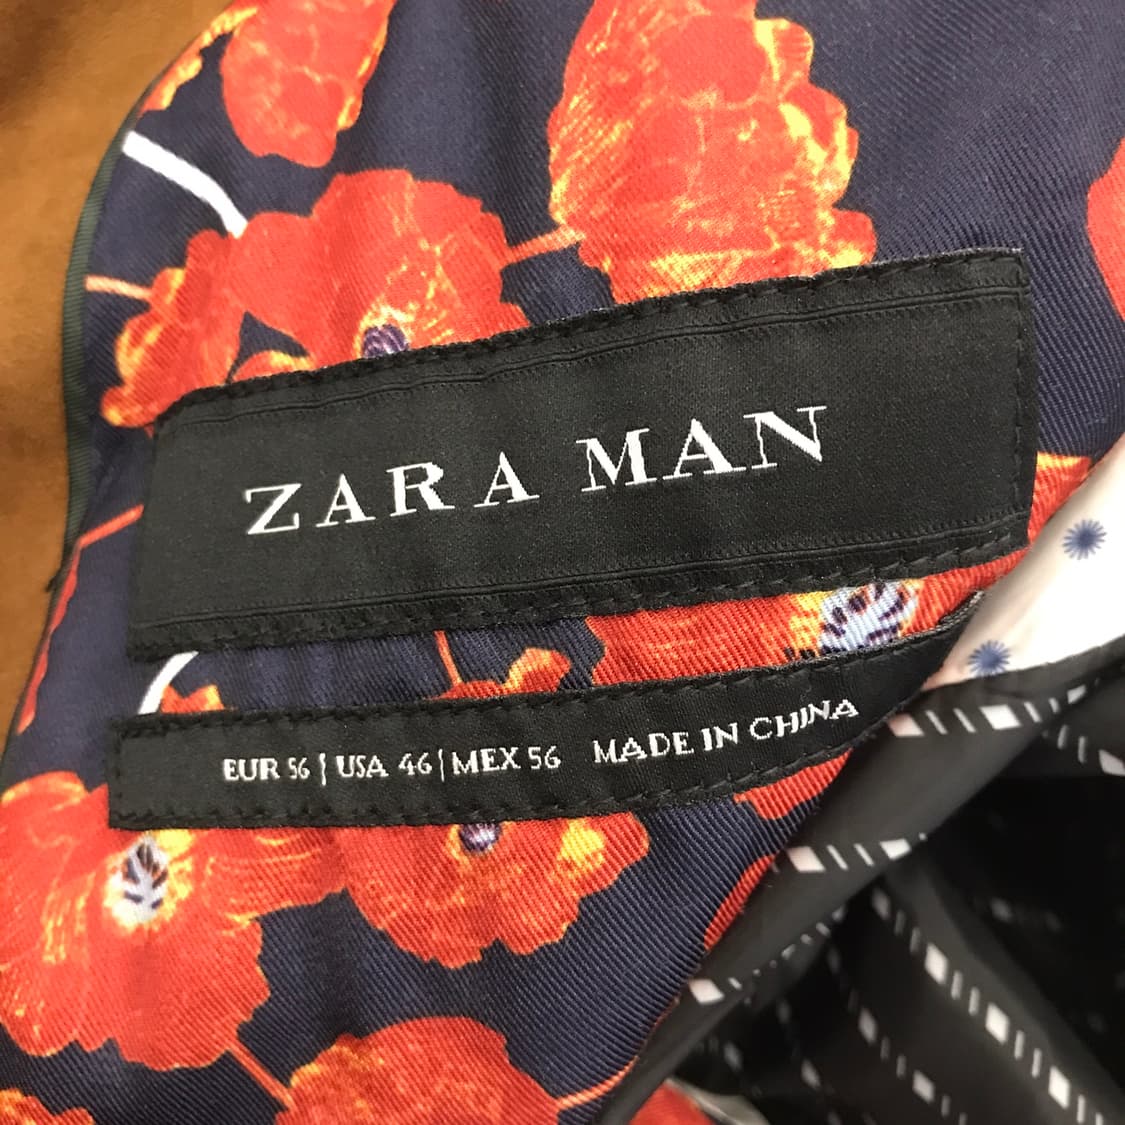 ZARA MAN
EUR 56 | USA 46 | MEX 56 MADE IN CHINA